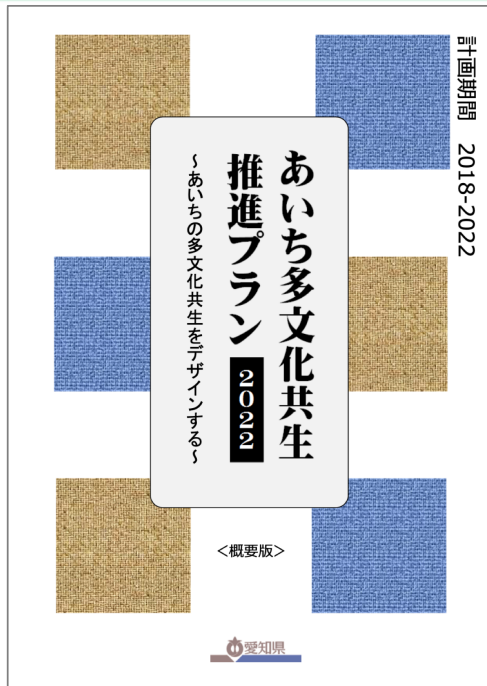 計画期間　2018-2022
あいち多文化共生
推進プラン 2022
～あいちの多文化共生をデザインする～
＜概要版＞
愛知県